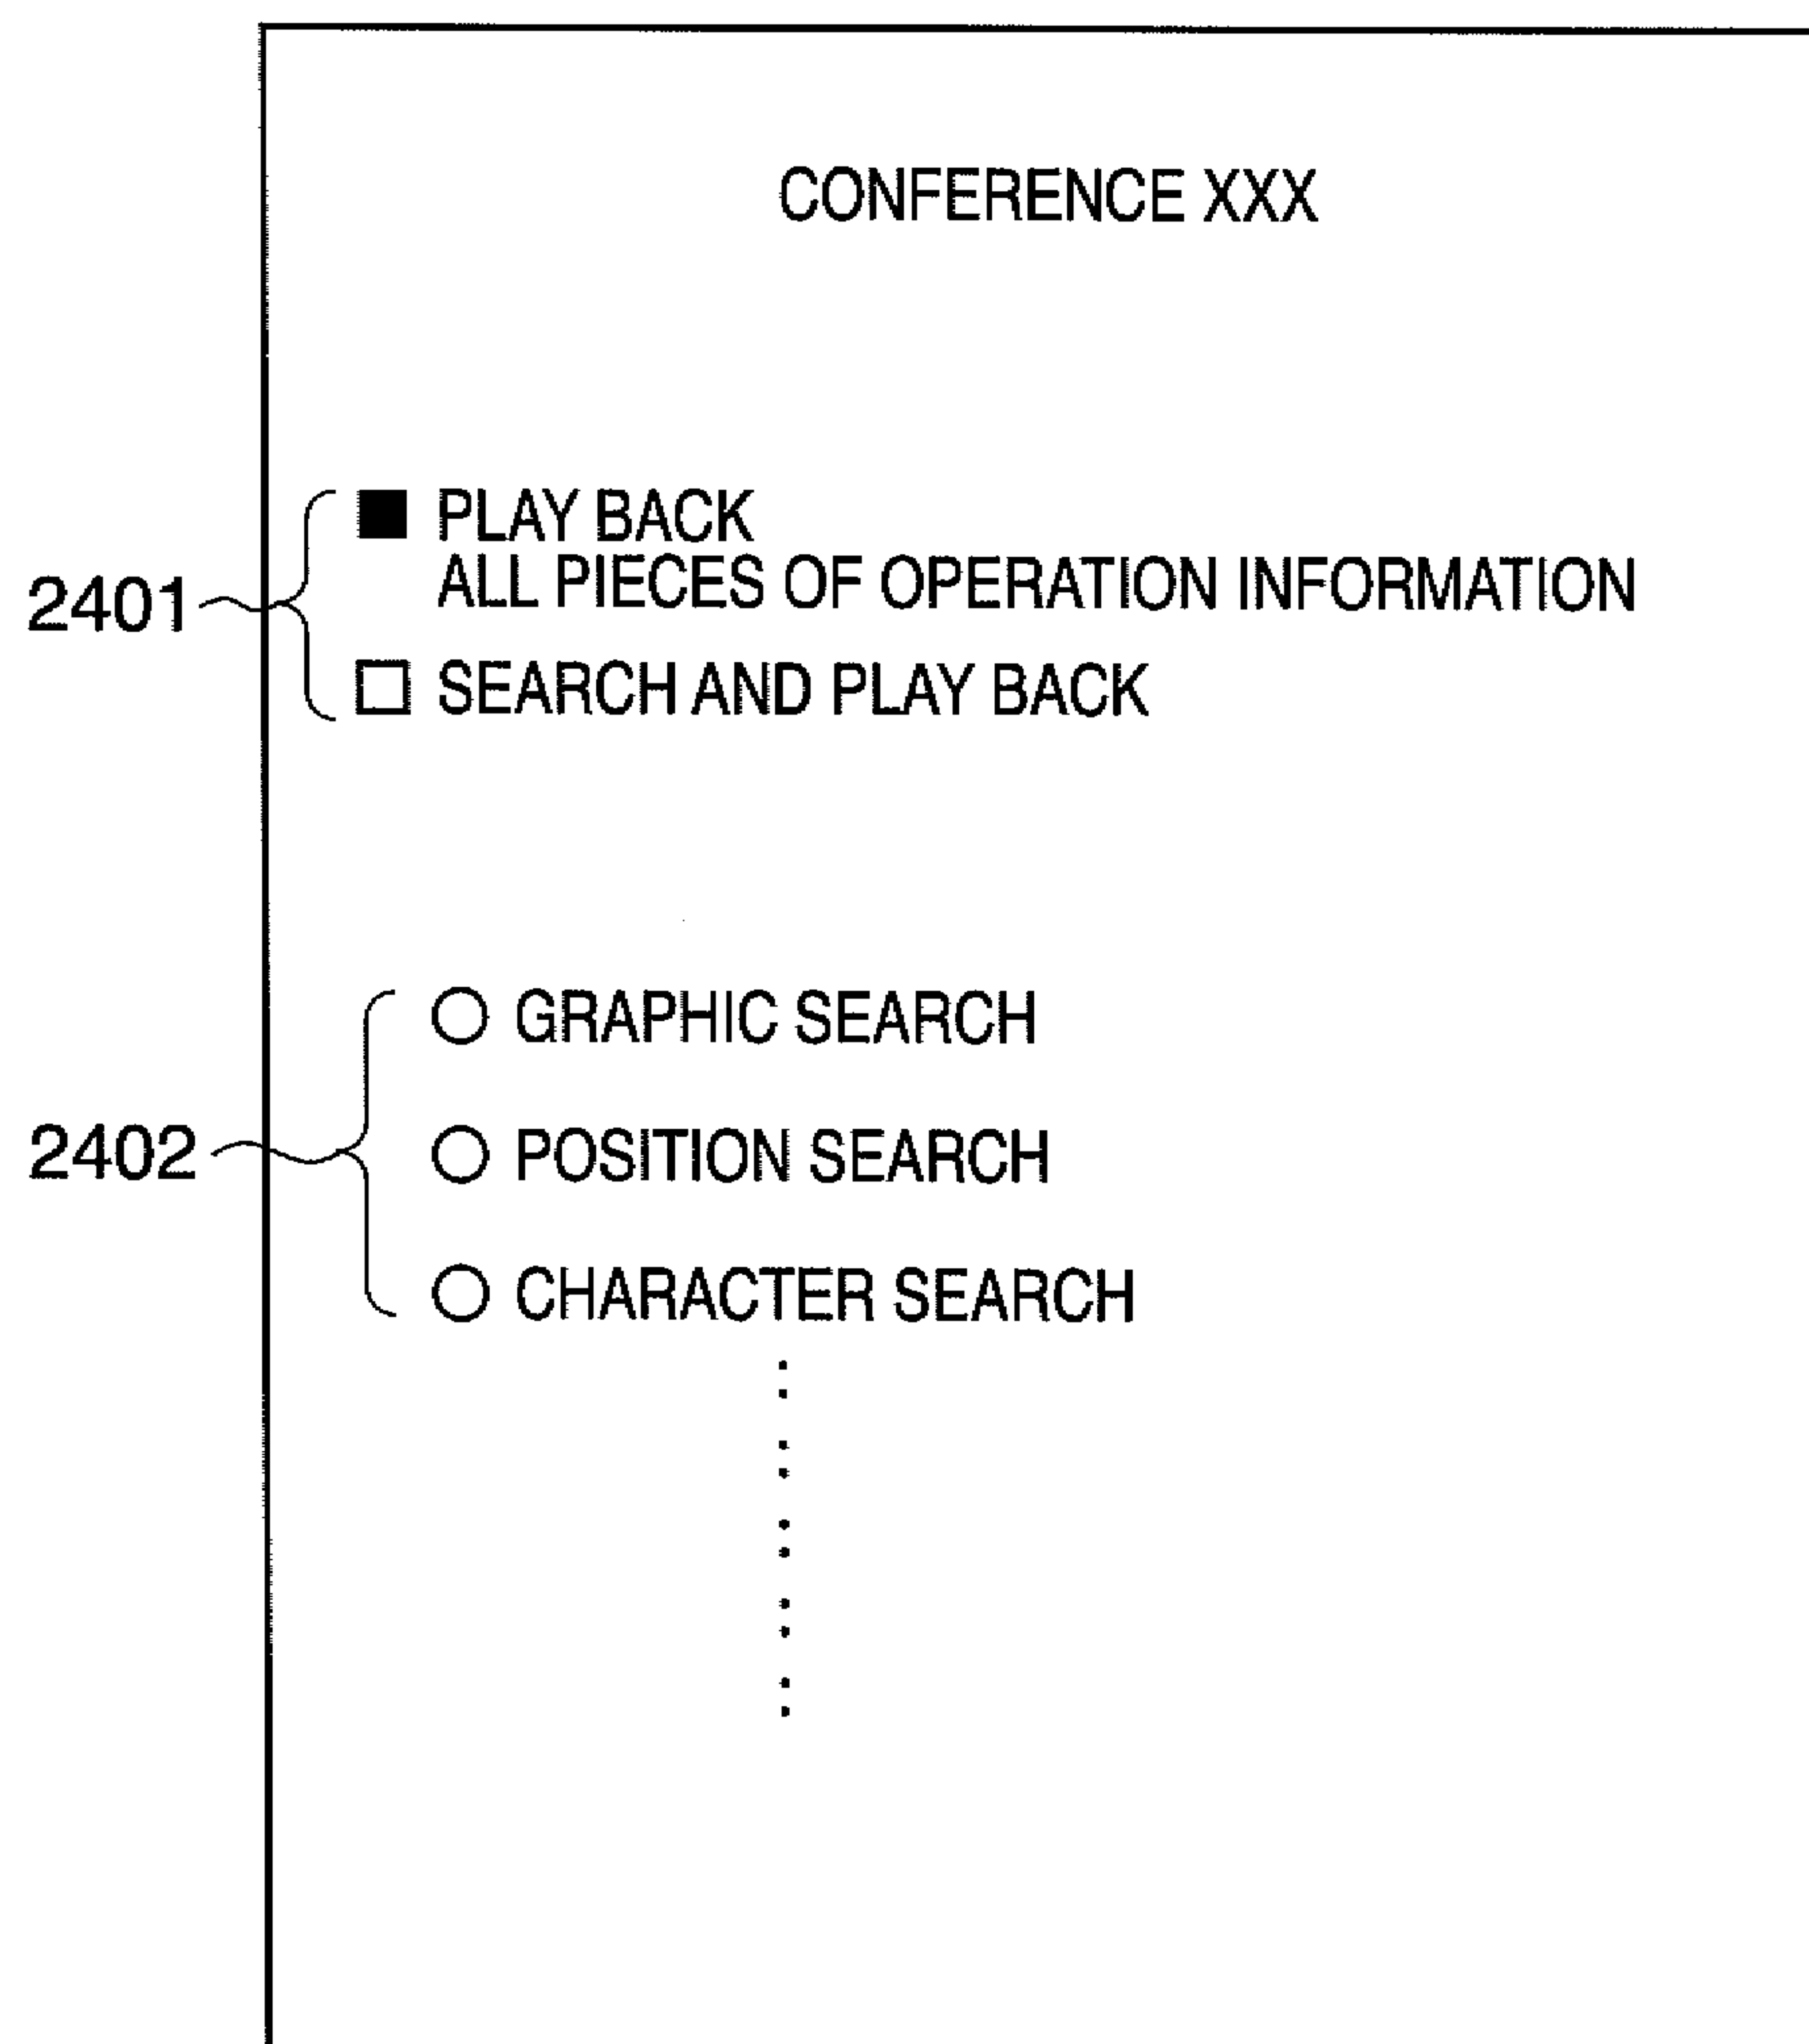 CONFERENCE XXX
2401
PLAY BACK
ALL PIECES OF OPERATION INFORMATION
SEARCH AND PLAY BACK
2402
GRAPHIC SEARCH
POSITION SEARCH
CHARACTER SEARCH